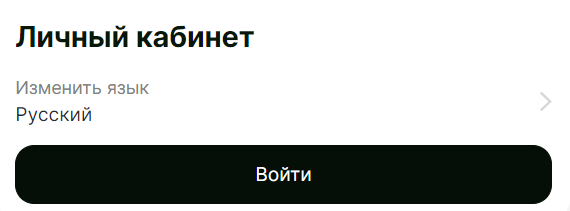 Личный кабинет
Изменить язык
Русский
Войти